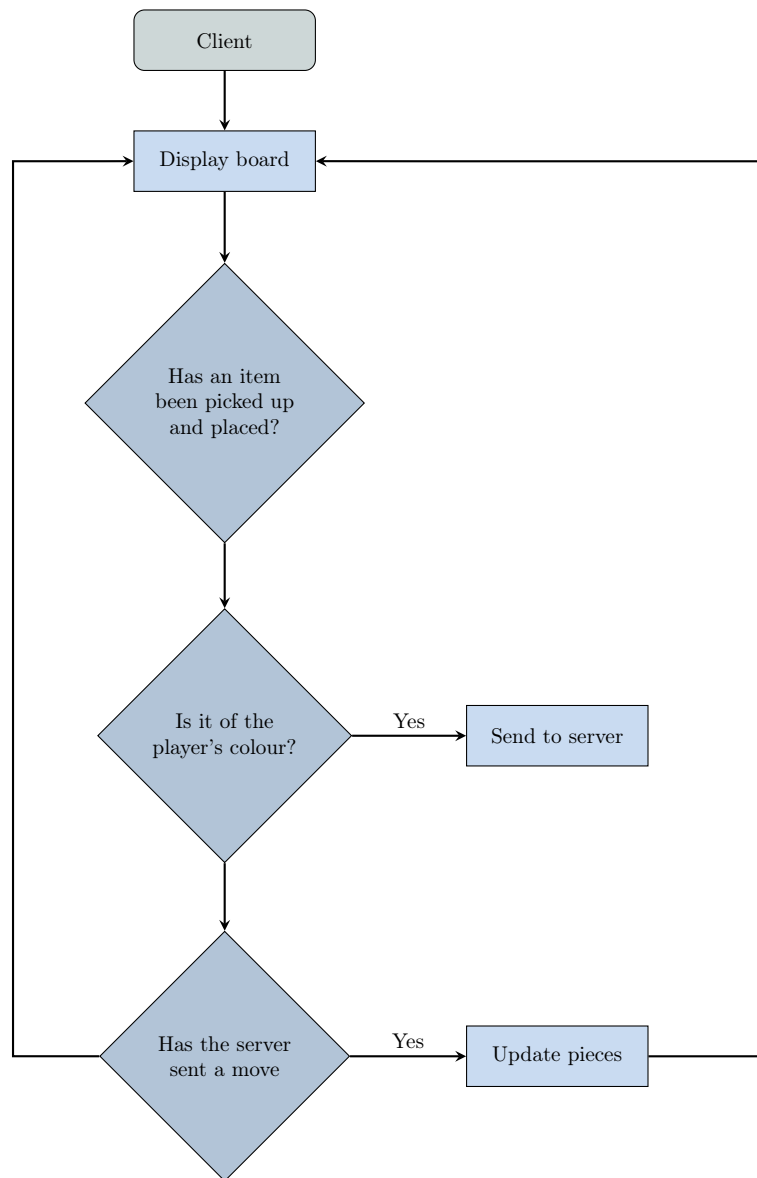 Client
Display board
Has an item
been picked up
and placed?
Is it of the
player's colour?
Yes
Send to server
Has the server
sent a move
Yes
Update pieces